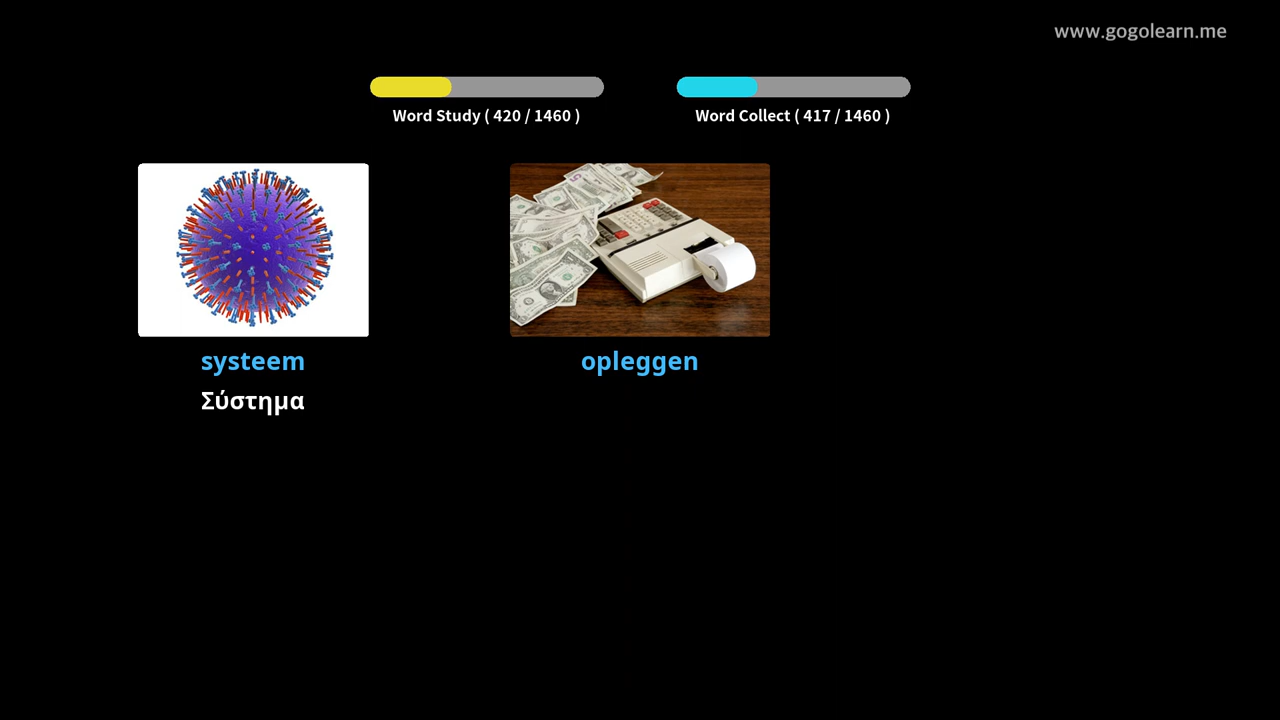 www.gogolearn.me
Word Study ( 420 / 1460 )
Word Collect ( 417 / 1460 )
systeem
opleggen
Σύστημα